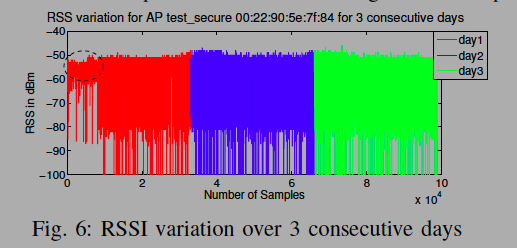 RSS variation for AP test_secure 00:22:90:5e:7f:84 for 3 consecutive days
RSS in dBm
−40
−50
−60
−70
−80
−90
−100
0
2
4
6
8
10
x 10^4
Number of Samples
day1
day2
day3
Fig. 6: RSSI variation over 3 consecutive days